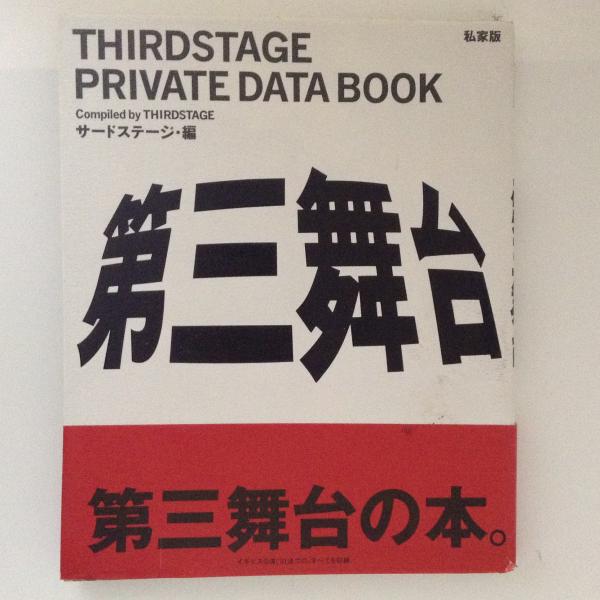 THIRDSTAGE
私家版
PRIVATE DATA BOOK
Compiled by THIRDSTAGE
サードステージ・編
第三舞台
第三舞台の本。